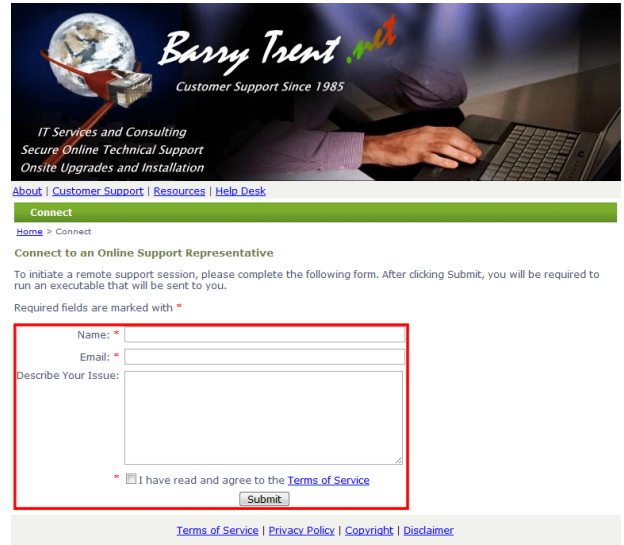 Barry Trent .net
Customer Support Since 1985
IT Services and Consulting
Secure Online Technical Support
Onsite Upgrades and Installation
About | Customer Support | Resources | Help Desk
Connect
Home > Connect
Connect to an Online Support Representative
To initiate a remote support session, please complete the following form. After clicking Submit, you will be required to
run an executable that will be sent to you.
Required fields are marked with *
Name: *
Email: *
Describe Your Issue:
* I have read and agree to the Terms of Service
Submit
Terms of Service | Privacy Policy | Copyright | Disclaimer